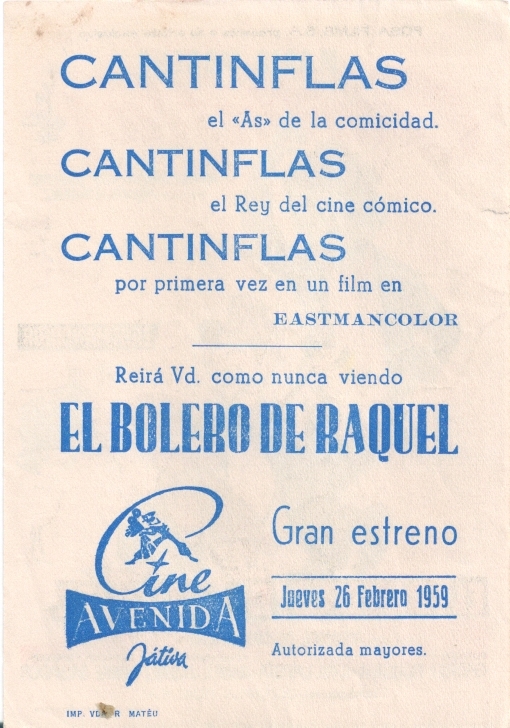 CANTINFLAS
el «As» de la comicidad.
CANTINFLAS
el Rey del cine cómico.
CANTINFLAS
por primera vez en un film en
EASTMANCOLOR
Reirá Vd. como nunca viendo
EL BOLERO DE RAQUEL
Cine
AVENIDA
Játiva
Gran estreno
Jueves 26 Febrero 1959
Autorizada mayores.
IMP. R MATÉU